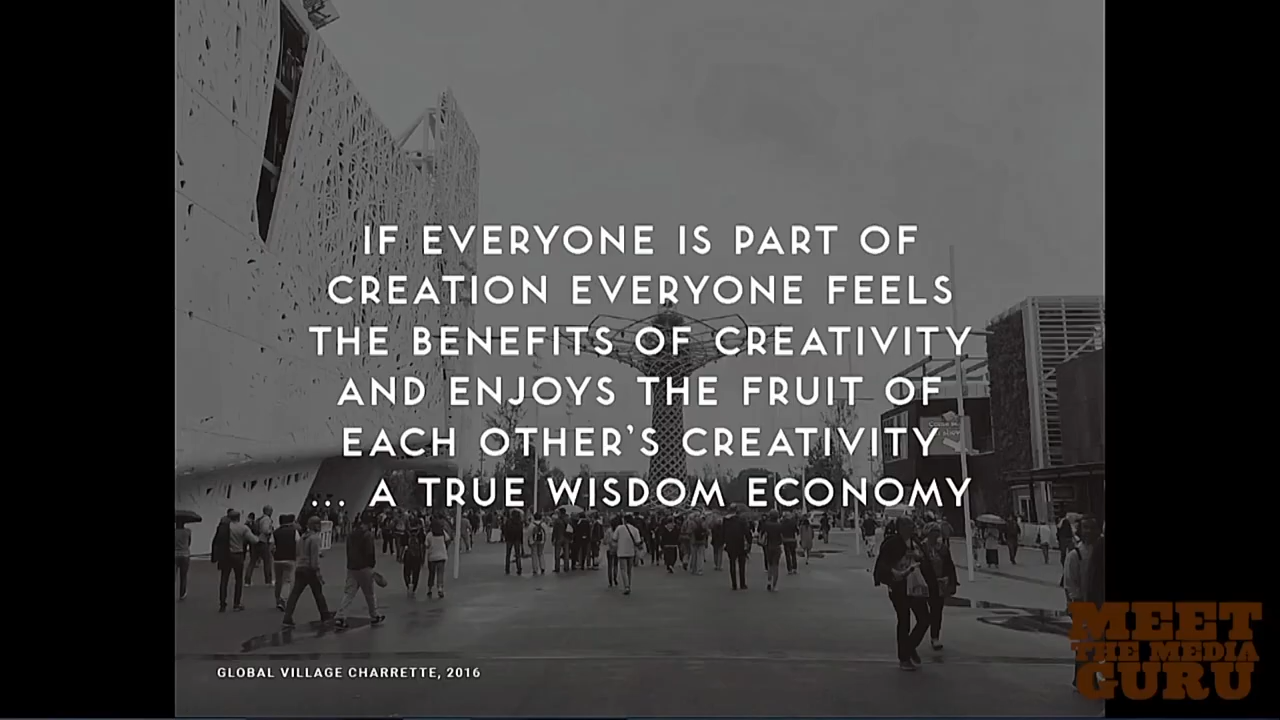 IF EVERYONE IS PART OF
CREATION EVERYONE FEELS
THE BENEFITS OF CREATIVITY
AND ENJOYS THE FRUIT OF
EACH OTHER'S CREATIVITY
... A TRUE WISDOM ECONOMY
GLOBAL VILLAGE CHARRETTE, 2016
MEET
THE MEDIA
GURU